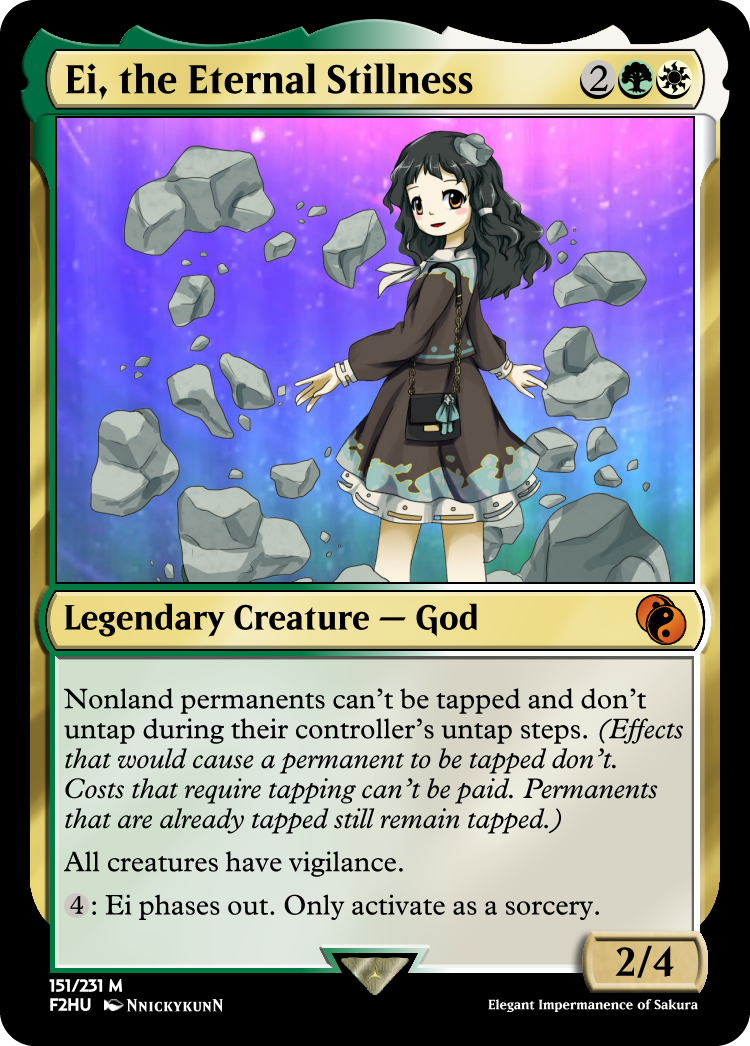 Ei, the Eternal Stillness 2
Legendary Creature — God
Nonland permanents can't be tapped and don't
untap during their controller's untap steps. (Effects
that would cause a permanent to be tapped don't.
Costs that require tapping can't be paid. Permanents
that are already tapped still remain tapped.)
All creatures have vigilance.
4: Ei phases out. Only activate as a sorcery.
2/4
151/231 M
F2HU NnickykunN
Elegant Impermanence of Sakura